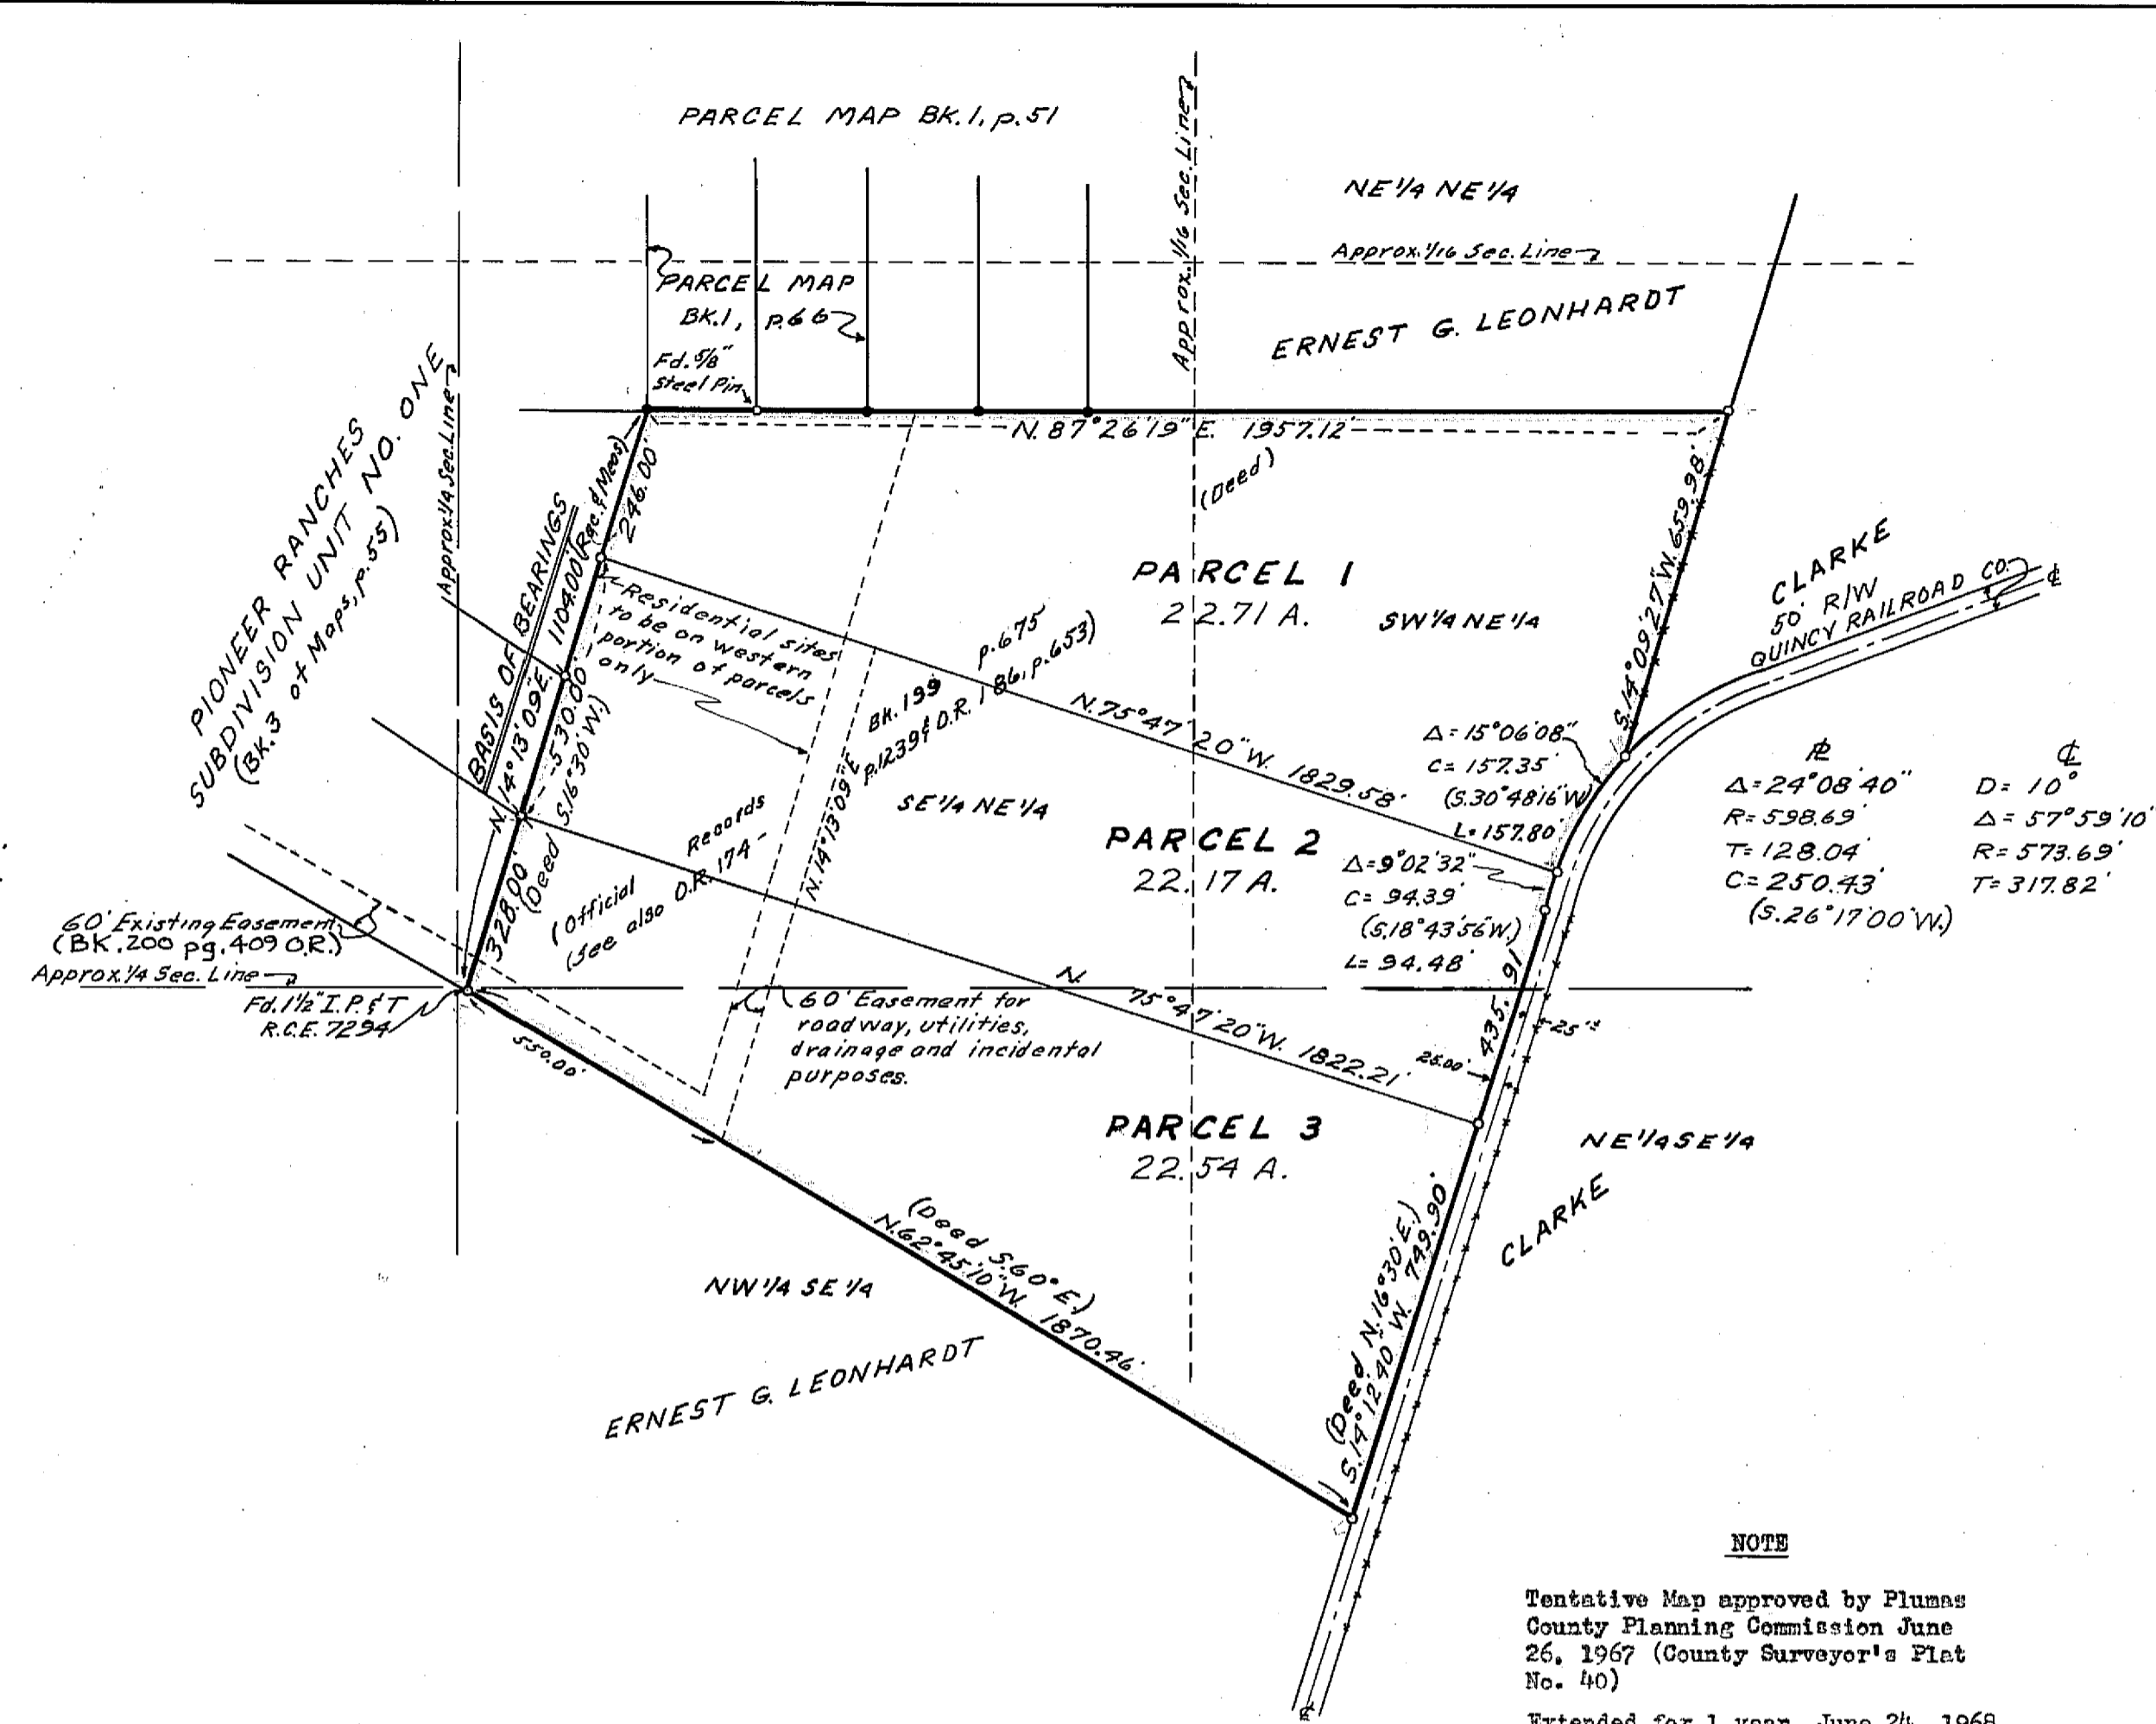 PARCEL MAP BK.1, p.51
Approx. 1/16 Sec. Line
NE 1/4 NE 1/4
Approx. 1/16 Sec. Line
PARCEL MAP
BK.1, p.66
Fd. 5/8"
Steel Pin
ERNEST G. LEONHARDT
PIONEER RANCHES
SUBDIVISION UNIT NO. ONE
(BK.3 of Maps, p.55)
Approx. 1/4 Sec. Line
BASIS OF BEARINGS
N. 14°13'09"E. 1104.00' (Rec. & Meas)
246.00'
530.00'
328.00'
(Deed S.16°30'W.)
N. 87°26'19"E. 1957.12'
(Deed)
S.14°09'27"W. 659.98'
PARCEL 1
22.71 A.
SW 1/4 NE 1/4
Residential sites
to be on western
portion of parcels
only
(Official Records BK. 199 p.675
(See also O.R. 174- p.1239 & O.R. 186, p.653)
N. 14°13'09"E
N. 75°47'20"W. 1829.58'
CLARKE
50' R/W
QUINCY RAILROAD CO.
℄
Δ = 15°06'08"
C = 157.35'
(S.30°48'16"W)
L = 157.80'
SE 1/4 NE 1/4
PARCEL 2
22.17 A.
Δ = 9°02'32"
C = 94.39'
(S.18°43'56"W.)
L = 94.48'
Δ = 24°08'40"
R = 598.69'
T = 128.04'
C = 250.43'
(S.26°17'00"W.)
℄
D = 10°
Δ = 57°59'10"
R = 573.69'
T = 317.82'
60' Existing Easement
(BK.200 pg.409 O.R.)
Approx. 1/4 Sec. Line
Fd. 1 1/2" I.P. & T
R.C.E. 7294
550.00'
60' Easement for
roadway, utilities,
drainage and incidental
purposes.
N. 75°47'20"W. 1822.21'
435.91
25'±
25.00'
PARCEL 3
22.54 A.
NE 1/4 SE 1/4
CLARKE
(Deed S.60°E.)
N.62°45'10"W. 1870.46'
(Deed N.16°30'E.)
S.14°12'40"W. 749.90'
NW 1/4 SE 1/4
ERNEST G. LEONHARDT
℄
NOTE
Tentative Map approved by Plumas
County Planning Commission June
26, 1967 (County Surveyor's Plat
No. 40)
Extended for 1 year, June 24, 1968